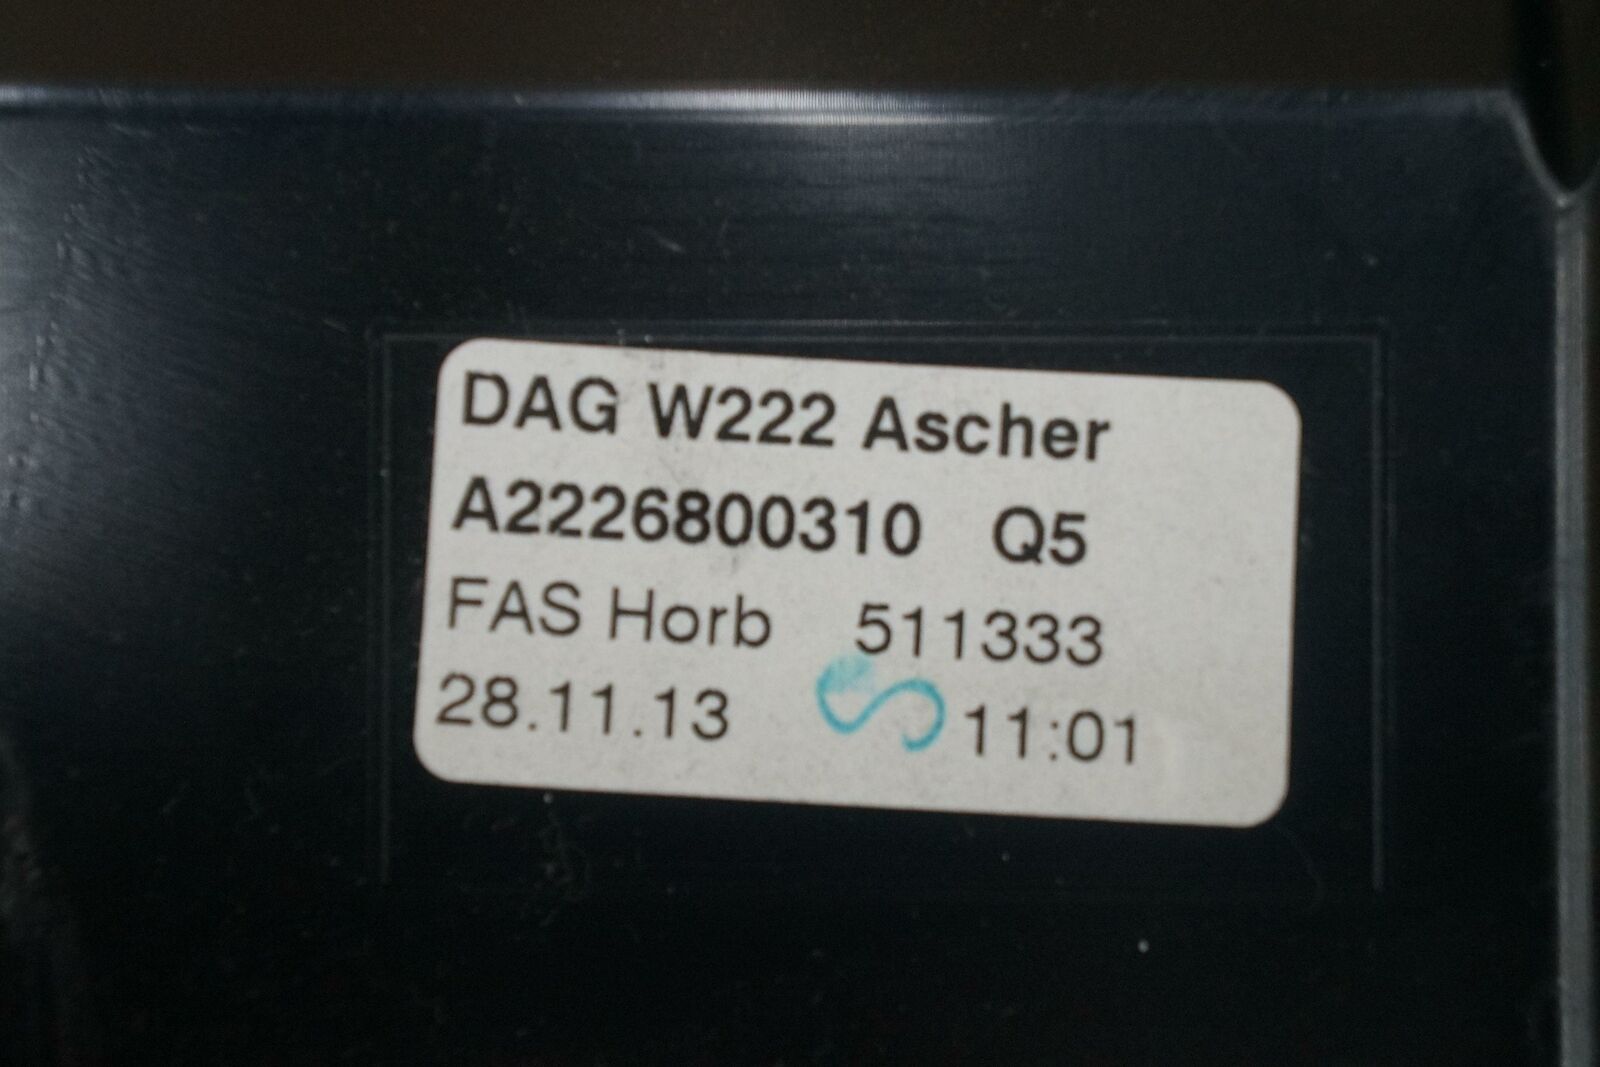 DAG W222 Ascher
A2226800310 Q5
FAS Horb 511333
28.11.13 11:01